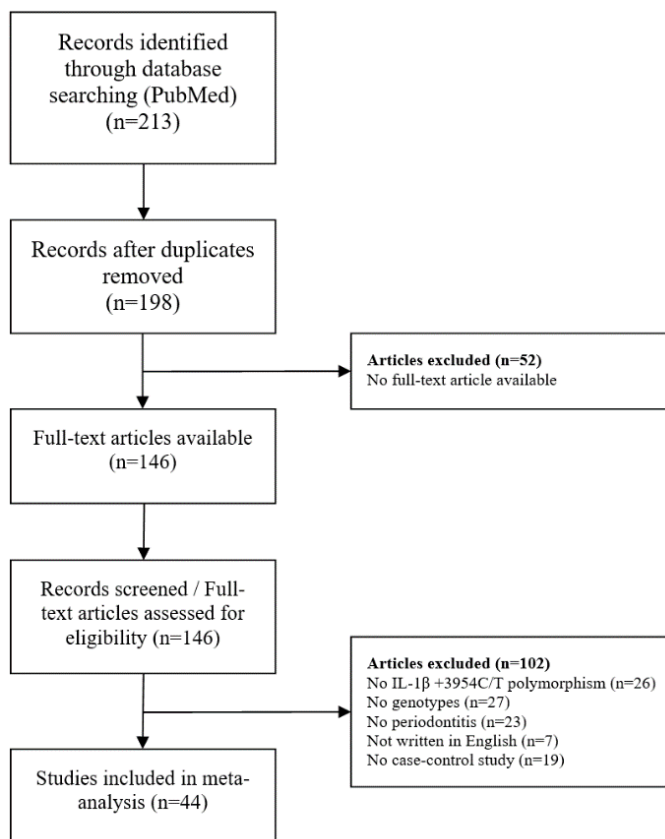 Records identified
through database
searching (PubMed)
(n=213)
Records after duplicates
removed
(n=198)
Articles excluded (n=52)
No full-text article available
Full-text articles available
(n=146)
Records screened / Full-
text articles assessed for
eligibility (n=146)
Articles excluded (n=102)
No IL-1β +3954C/T polymorphism (n=26)
No genotypes (n=27)
No periodontitis (n=23)
Not written in English (n=7)
No case-control study (n=19)
Studies included in meta-
analysis (n=44)